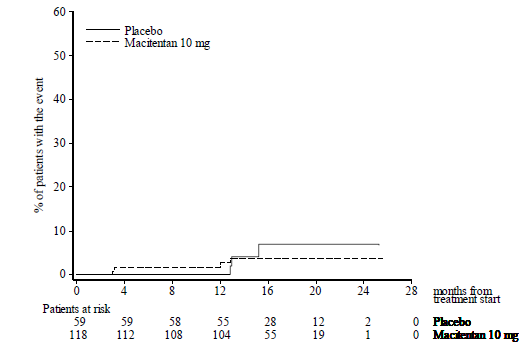 % of patients with the event
60
50
40
30
20
10
0
Placebo
Macitentan 10 mg
0 4 8 12 16 20 24 28
months from
treatment start
Patients at risk
59 59 58 55 28 12 2 0 Placebo
118 112 108 104 55 19 1 0 Macitentan 10 mg